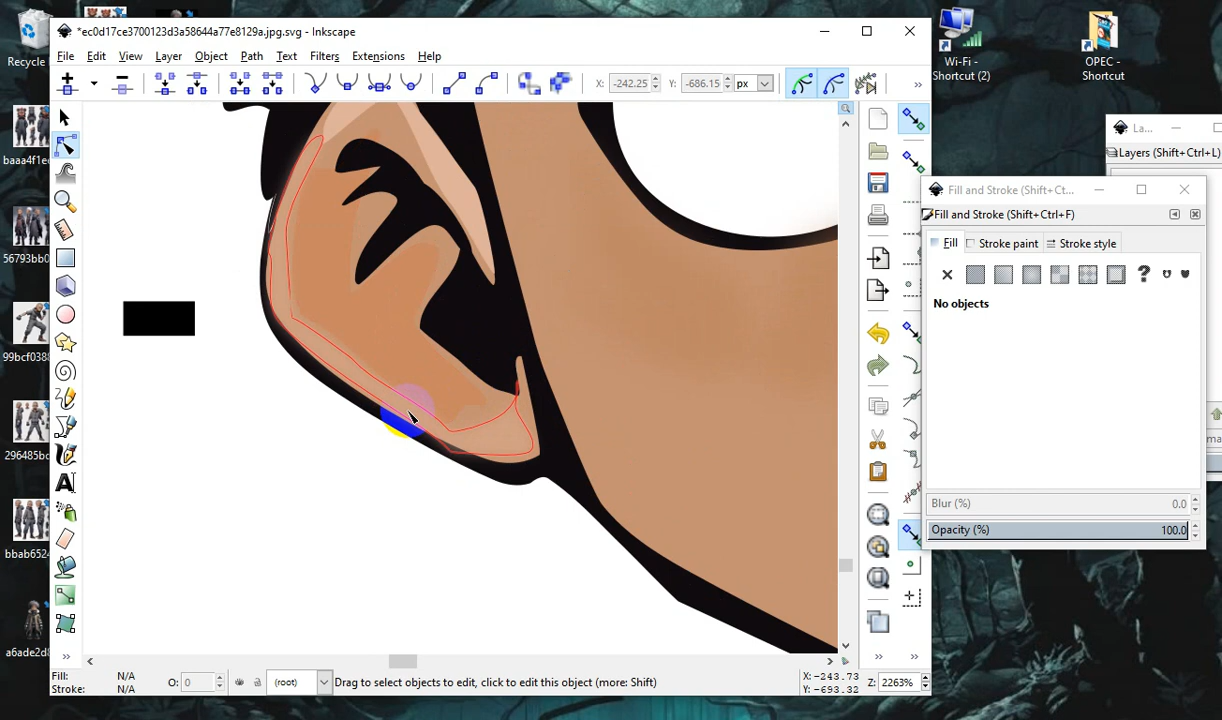 *ec0d17ce3700123d3a58644a77e8129a.jpg.svg - Inkscape
File Edit View Layer Object Path Text Filters Extensions Help
X: -242.25 Y: -686.15 px
Recycle
baaa4f1e
56793bb0
99bcf038
296485bc
bbab6524
a6ade2d8
Wi-Fi -
Shortcut (2)
OPEC -
Shortcut
La...
Layers (Shift+Ctrl+L)
Fill and Stroke (Shift+Ct...
Fill and Stroke (Shift+Ctrl+F)
Fill Stroke paint Stroke style
No objects
Blur (%) 0.0
Opacity (%) 100.0
Fill: N/A
Stroke: N/A
O: 0
(root)
Drag to select objects to edit, click to edit this object (more: Shift)
X: -243.73
Y: -693.32
Z: 2263%